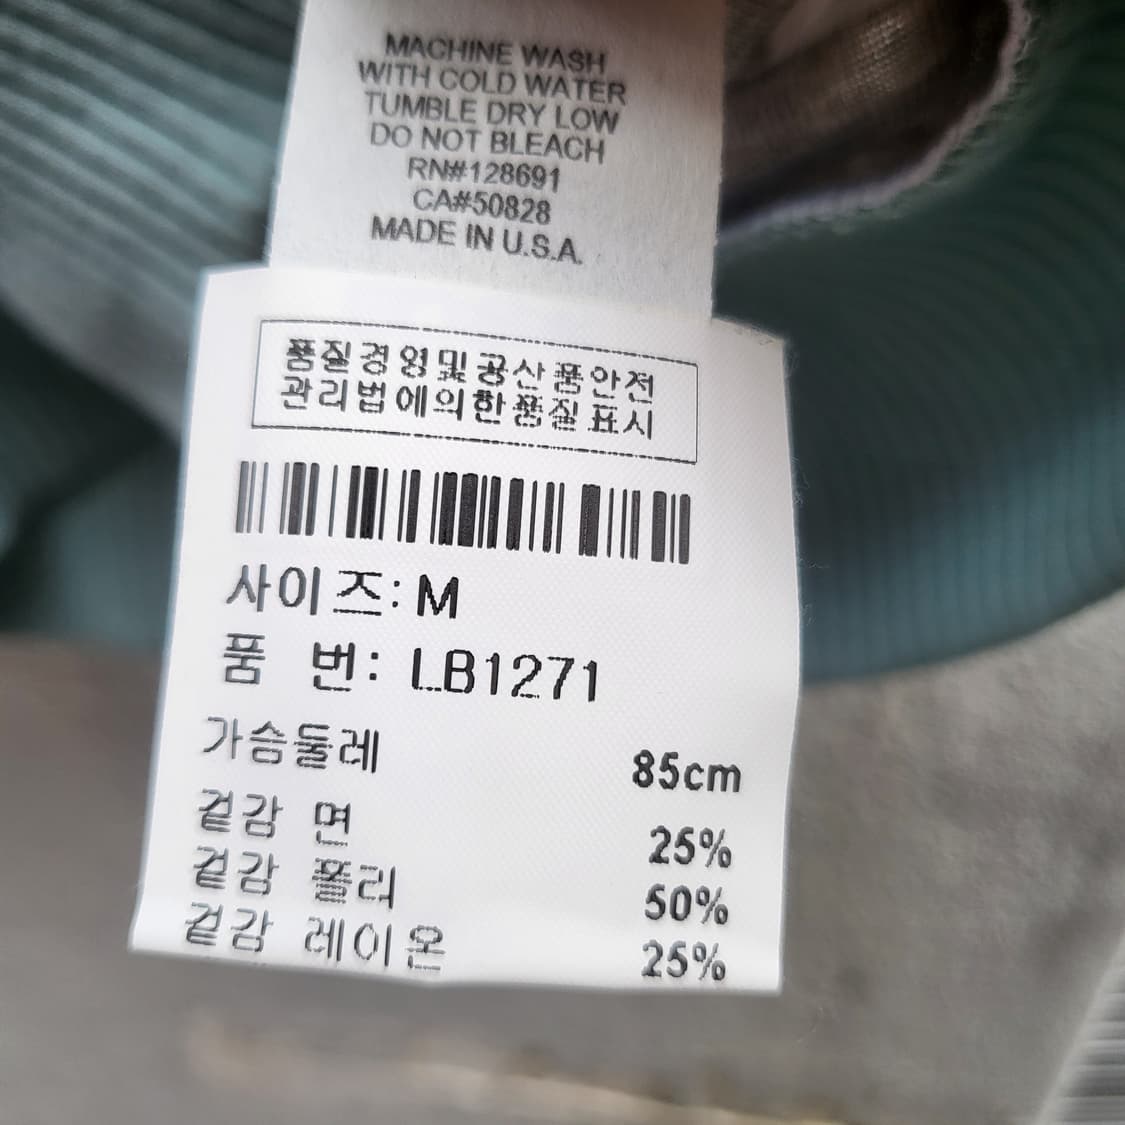 MACHINE WASH
WITH COLD WATER
TUMBLE DRY LOW
DO NOT BLEACH
RN#128691
CA#50828
MADE IN U.S.A.
품질경영및공산품안전
관리법에의한품질표시
사이즈: M
품 번: LB1271
가슴둘레 85cm
겉감 면 25%
겉감 폴리 50%
겉감 레이온 25%